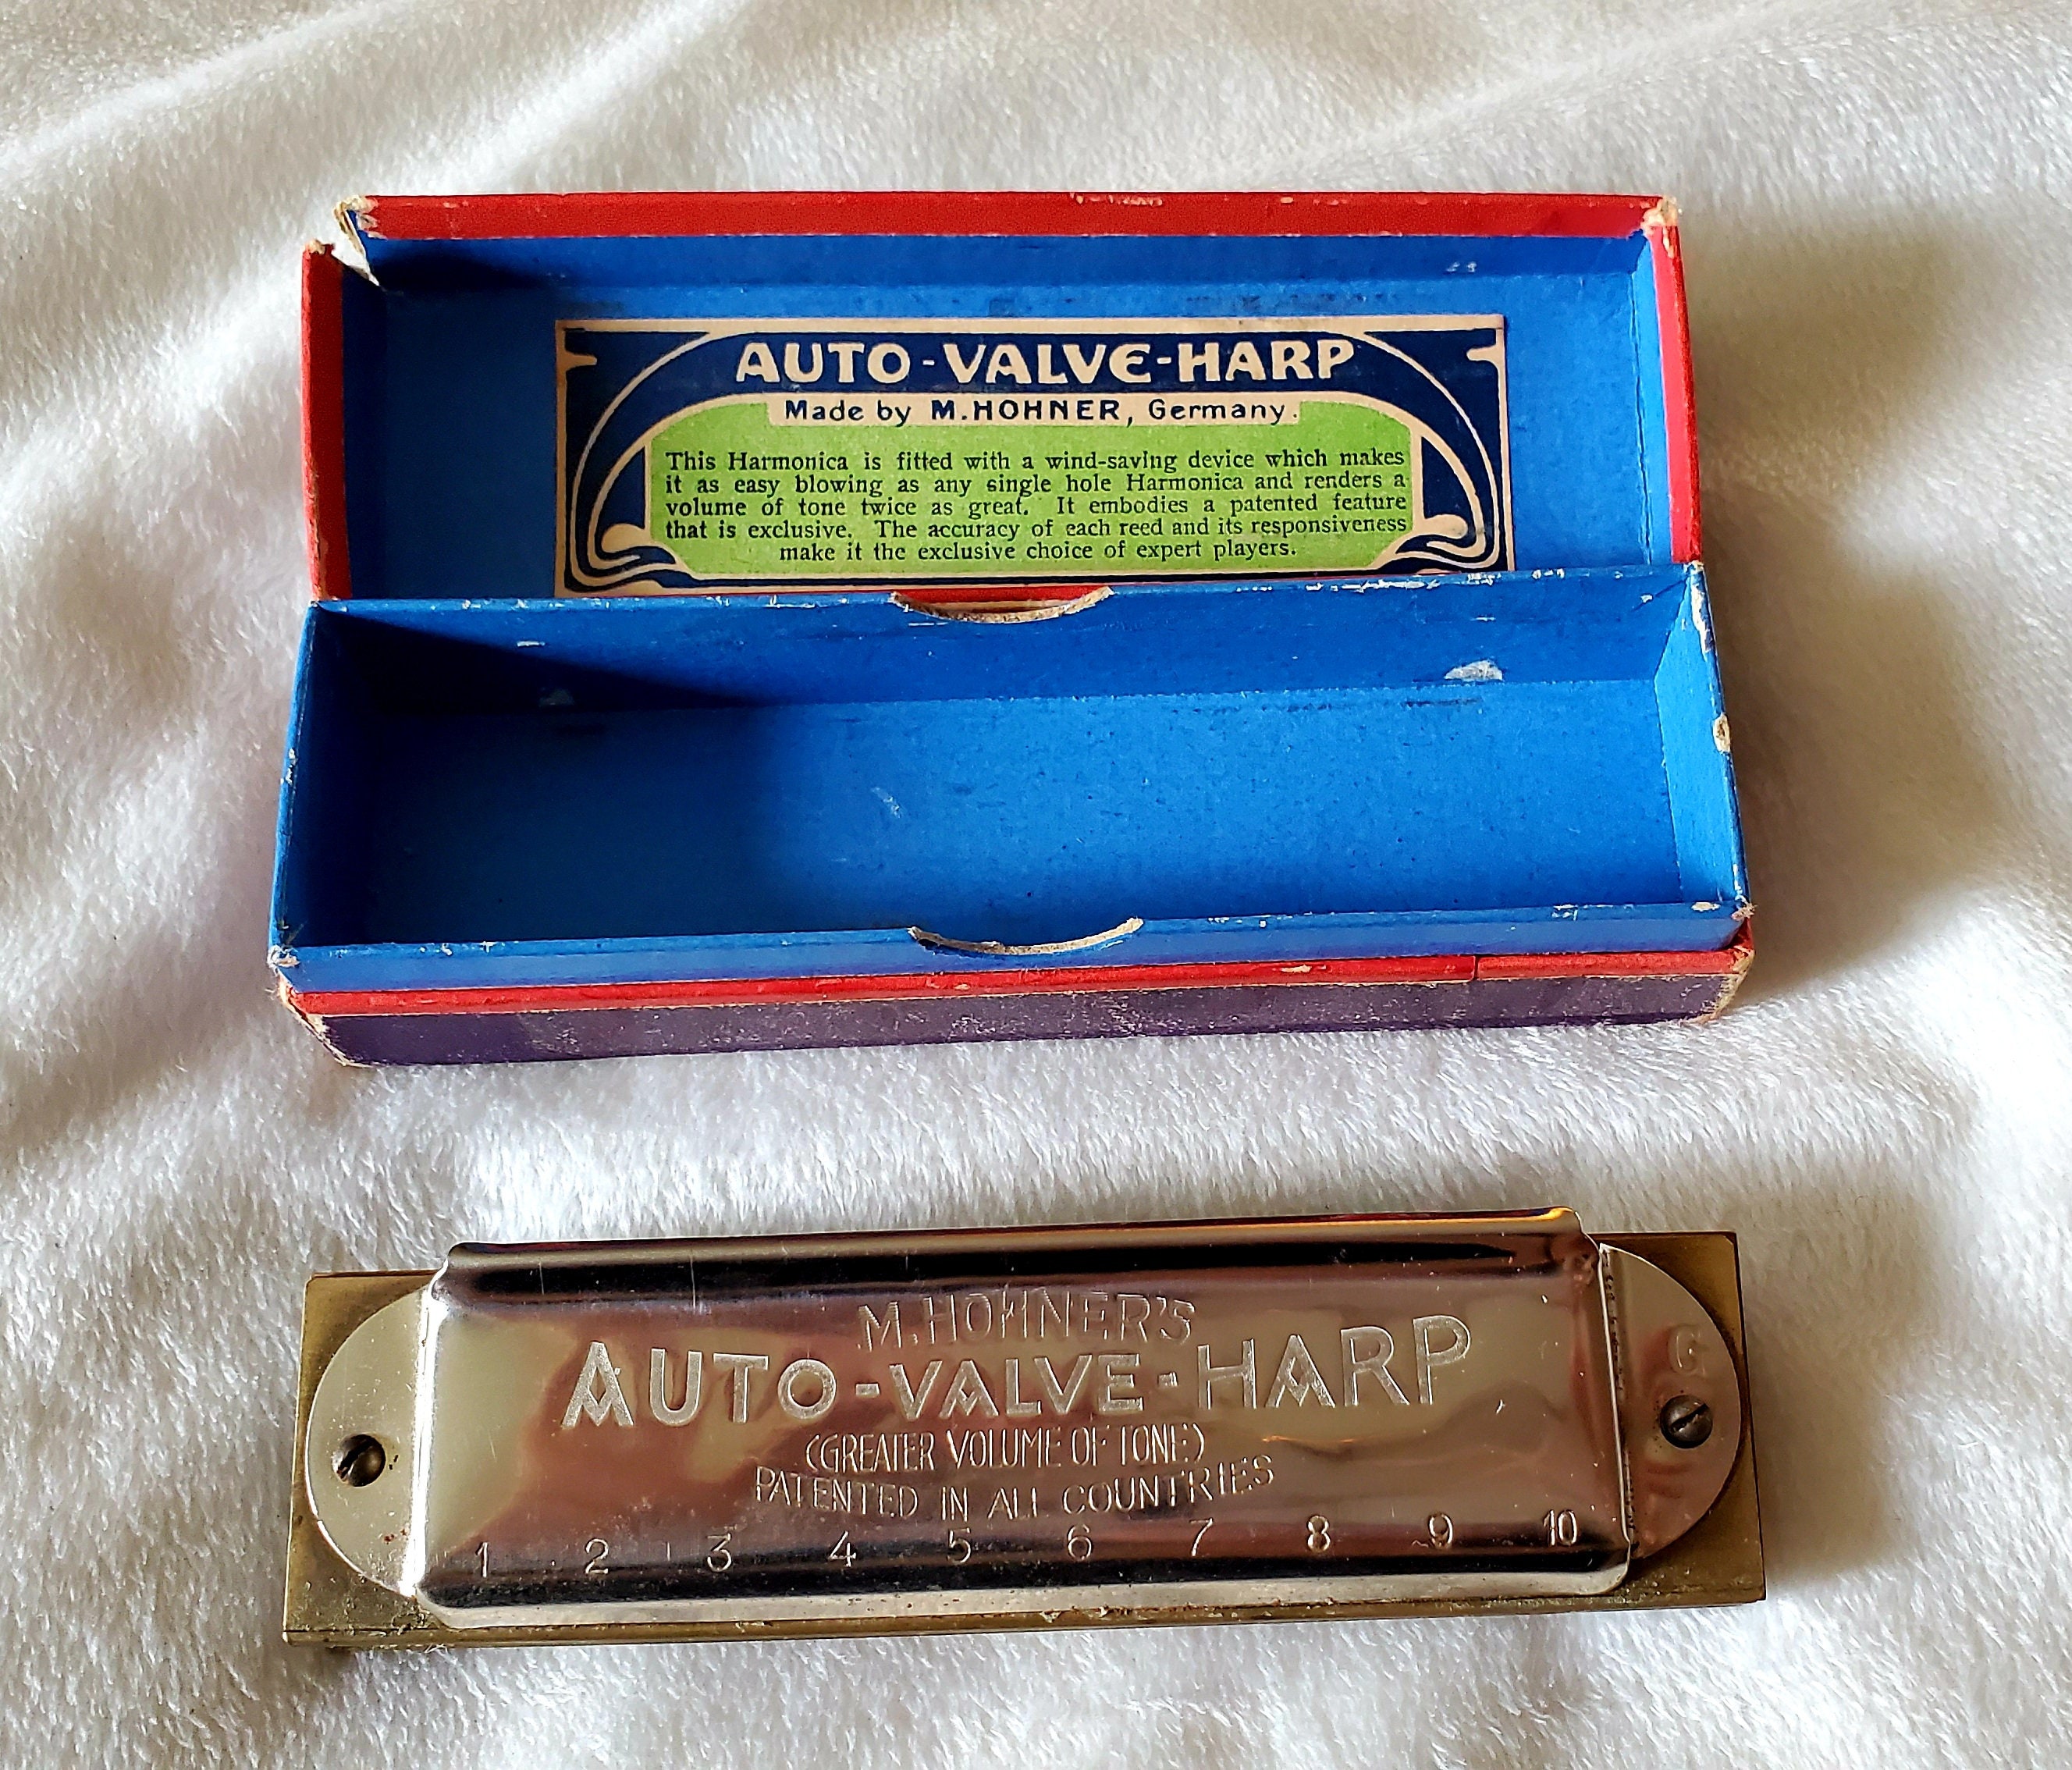 AUTO-VALVE-HARP
Made by M. HOHNER, Germany.
This Harmonica is fitted with a wind-saving device which makes
it as easy blowing as any single hole Harmonica and renders a
volume of tone twice as great. It embodies a patented feature
that is exclusive. The accuracy of each reed and its responsiveness
make it the exclusive choice of expert players.
M. HOHNER'S
AUTO-VALVE-HARP
(GREATER VOLUME OF TONE)
PATENTED IN ALL COUNTRIES
1 2 3 4 5 6 7 8 9 10
G